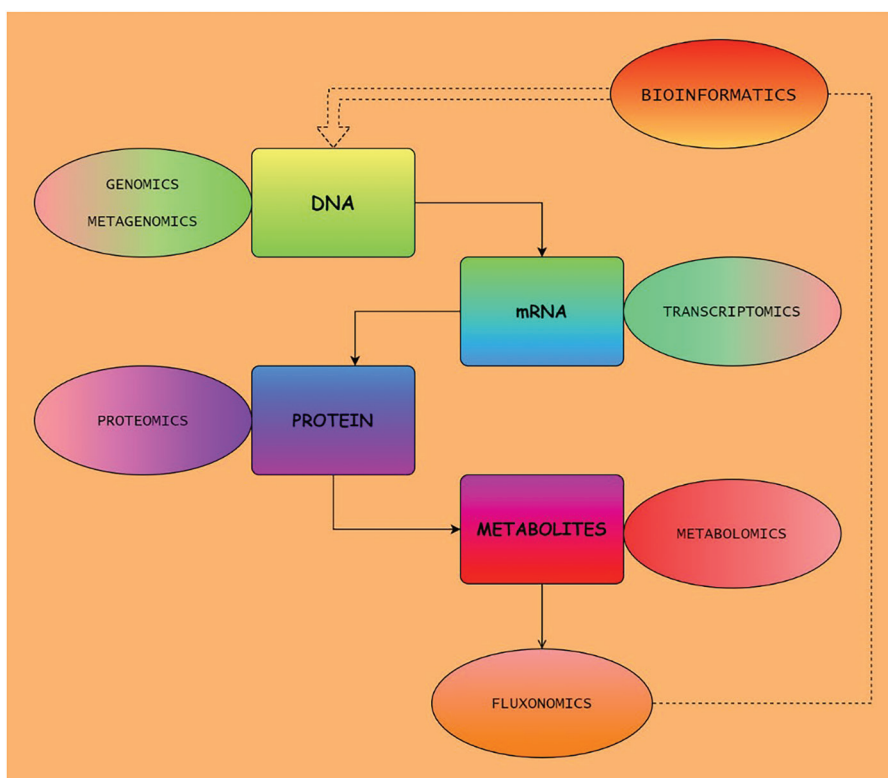 BIOINFORMATICS
GENOMICS
METAGENOMICS
DNA
mRNA
TRANSCRIPTOMICS
PROTEOMICS
PROTEIN
METABOLITES
METABOLOMICS
FLUXONOMICS